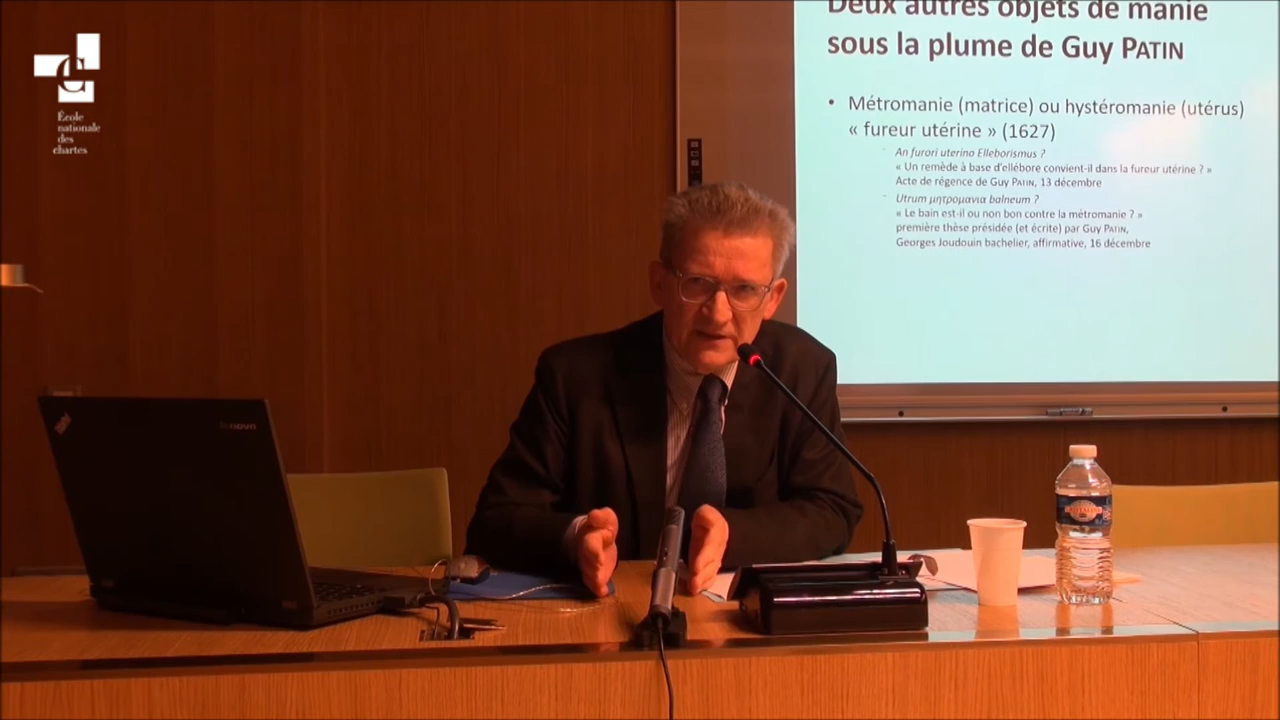 École
nationale
des
chartes
Deux autres objets de manie
sous la plume de Guy PATIN
• Métromanie (matrice) ou hystéromanie (utérus)
« fureur utérine » (1627)
- An furori uterino Elleborismus ?
« Un remède à base d'ellébore convient-il dans la fureur utérine ? »
Acte de régence de Guy PATIN, 13 décembre
- Utrum μητρομανια balneum ?
« Le bain est-il ou non bon contre la métromanie ? »
première thèse présidée (et écrite) par Guy PATIN,
Georges Joudouin bachelier, affirmative, 16 décembre
ThinkPad
lenovo